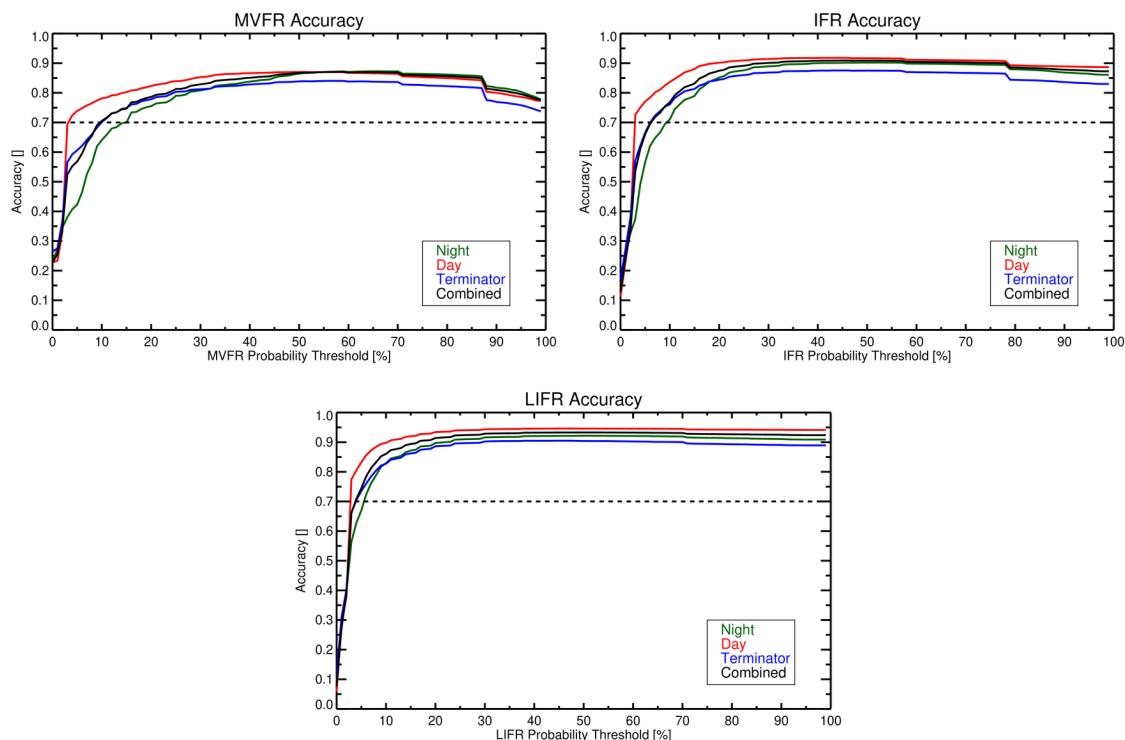 MVFR Accuracy
1.0
0.9
0.8
0.7
0.6
0.5
0.4
0.3
0.2
0.1
0.0
Accuracy []
Night
Day
Terminator
Combined
0 10 20 30 40 50 60 70 80 90 100
MVFR Probability Threshold [%]
IFR Accuracy
1.0
0.9
0.8
0.7
0.6
0.5
0.4
0.3
0.2
0.1
0.0
Accuracy []
Night
Day
Terminator
Combined
0 10 20 30 40 50 60 70 80 90 100
IFR Probability Threshold [%]
LIFR Accuracy
1.0
0.9
0.8
0.7
0.6
0.5
0.4
0.3
0.2
0.1
0.0
Accuracy []
Night
Day
Terminator
Combined
0 10 20 30 40 50 60 70 80 90 100
LIFR Probability Threshold [%]